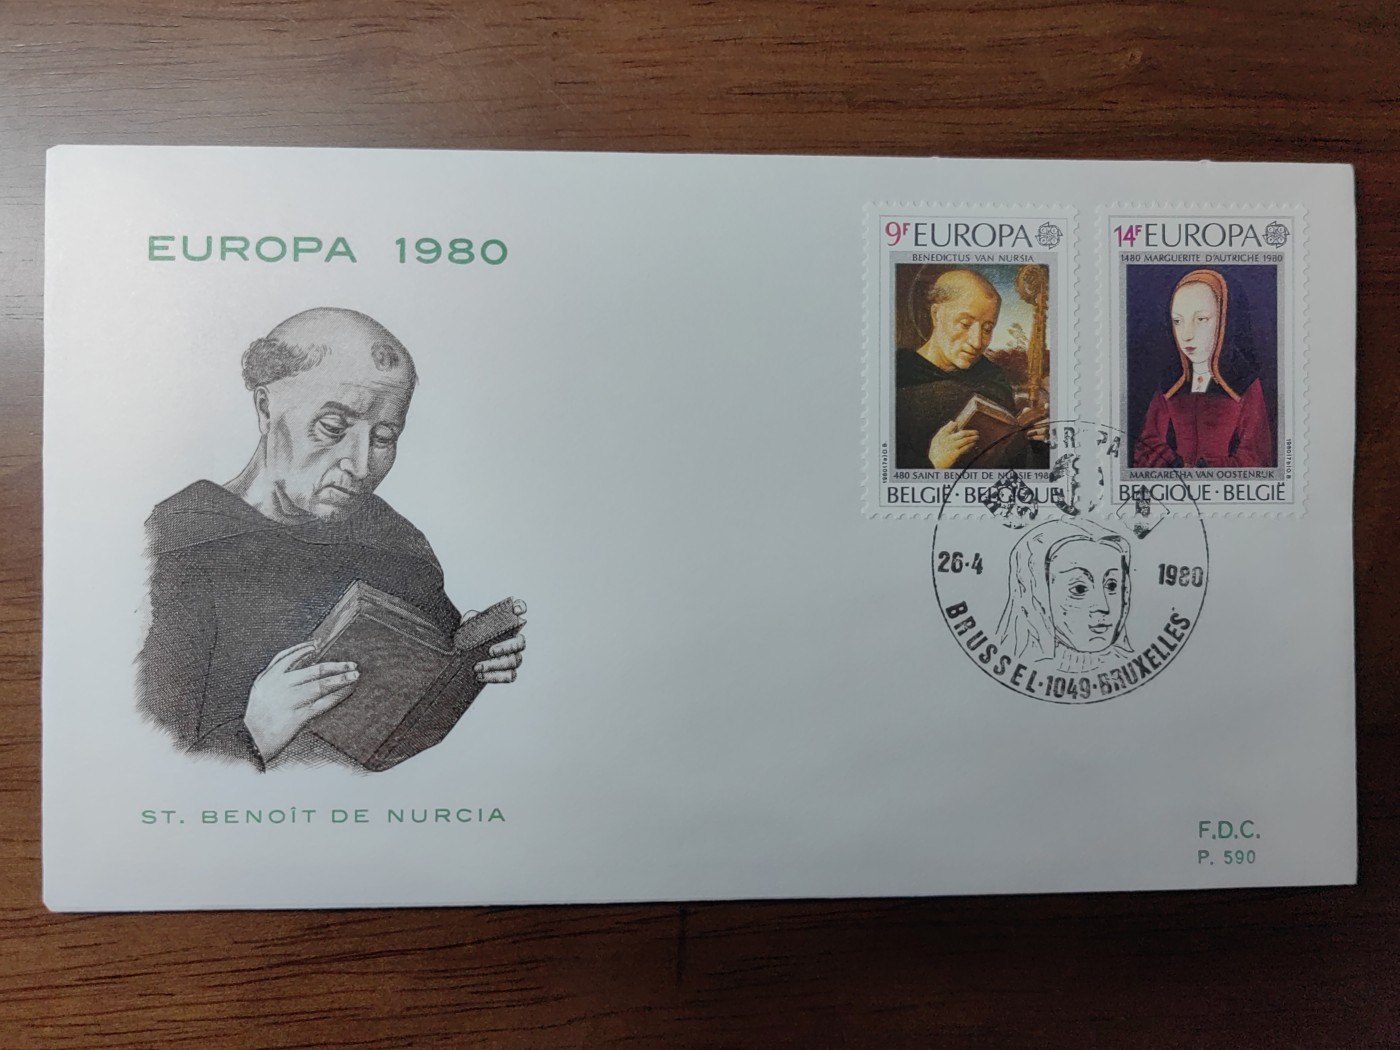 EUROPA 1980
ST. BENOÎT DE NURCIA
9F EUROPA
BENEDICTUS VAN NURSIA
480 SAINT BENOIT DE NURSIE 1980
BELGIË · BELGIQUE
14F EUROPA
1480 MARGUERITE D'AUTRICHE 1980
MARGARETHA VAN OOSTENRIJK
BELGIQUE · BELGIË
26·4 1980
BRUSSEL·1049·BRUXELLES
F.D.C.
P. 590